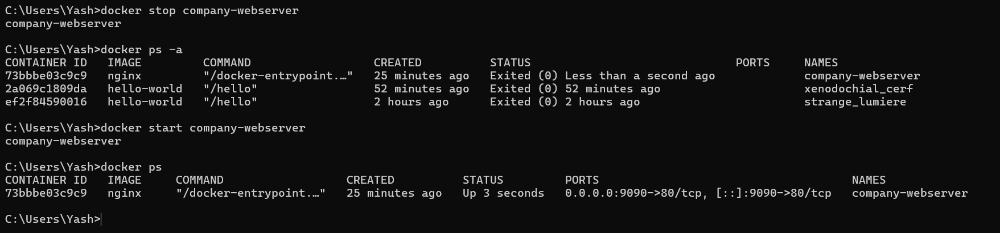 C:\Users\Yash>docker stop company-webserver
company-webserver
C:\Users\Yash>docker ps -a
CONTAINER ID   IMAGE         COMMAND                  CREATED          STATUS                              PORTS     NAMES
73bbbe03c9c9   nginx         "/docker-entrypoint.…"   25 minutes ago   Exited (0) Less than a second ago             company-webserver
2a069c1809da   hello-world   "/hello"                 52 minutes ago   Exited (0) 52 minutes ago                     xenodochial_cerf
ef2f84590016   hello-world   "/hello"                 2 hours ago      Exited (0) 2 hours ago                        strange_lumiere
C:\Users\Yash>docker start company-webserver
company-webserver
C:\Users\Yash>docker ps
CONTAINER ID   IMAGE     COMMAND                  CREATED          STATUS         PORTS                                     NAMES
73bbbe03c9c9   nginx     "/docker-entrypoint.…"   25 minutes ago   Up 3 seconds   0.0.0.0:9090->80/tcp, [::]:9090->80/tcp   company-webserver
C:\Users\Yash>